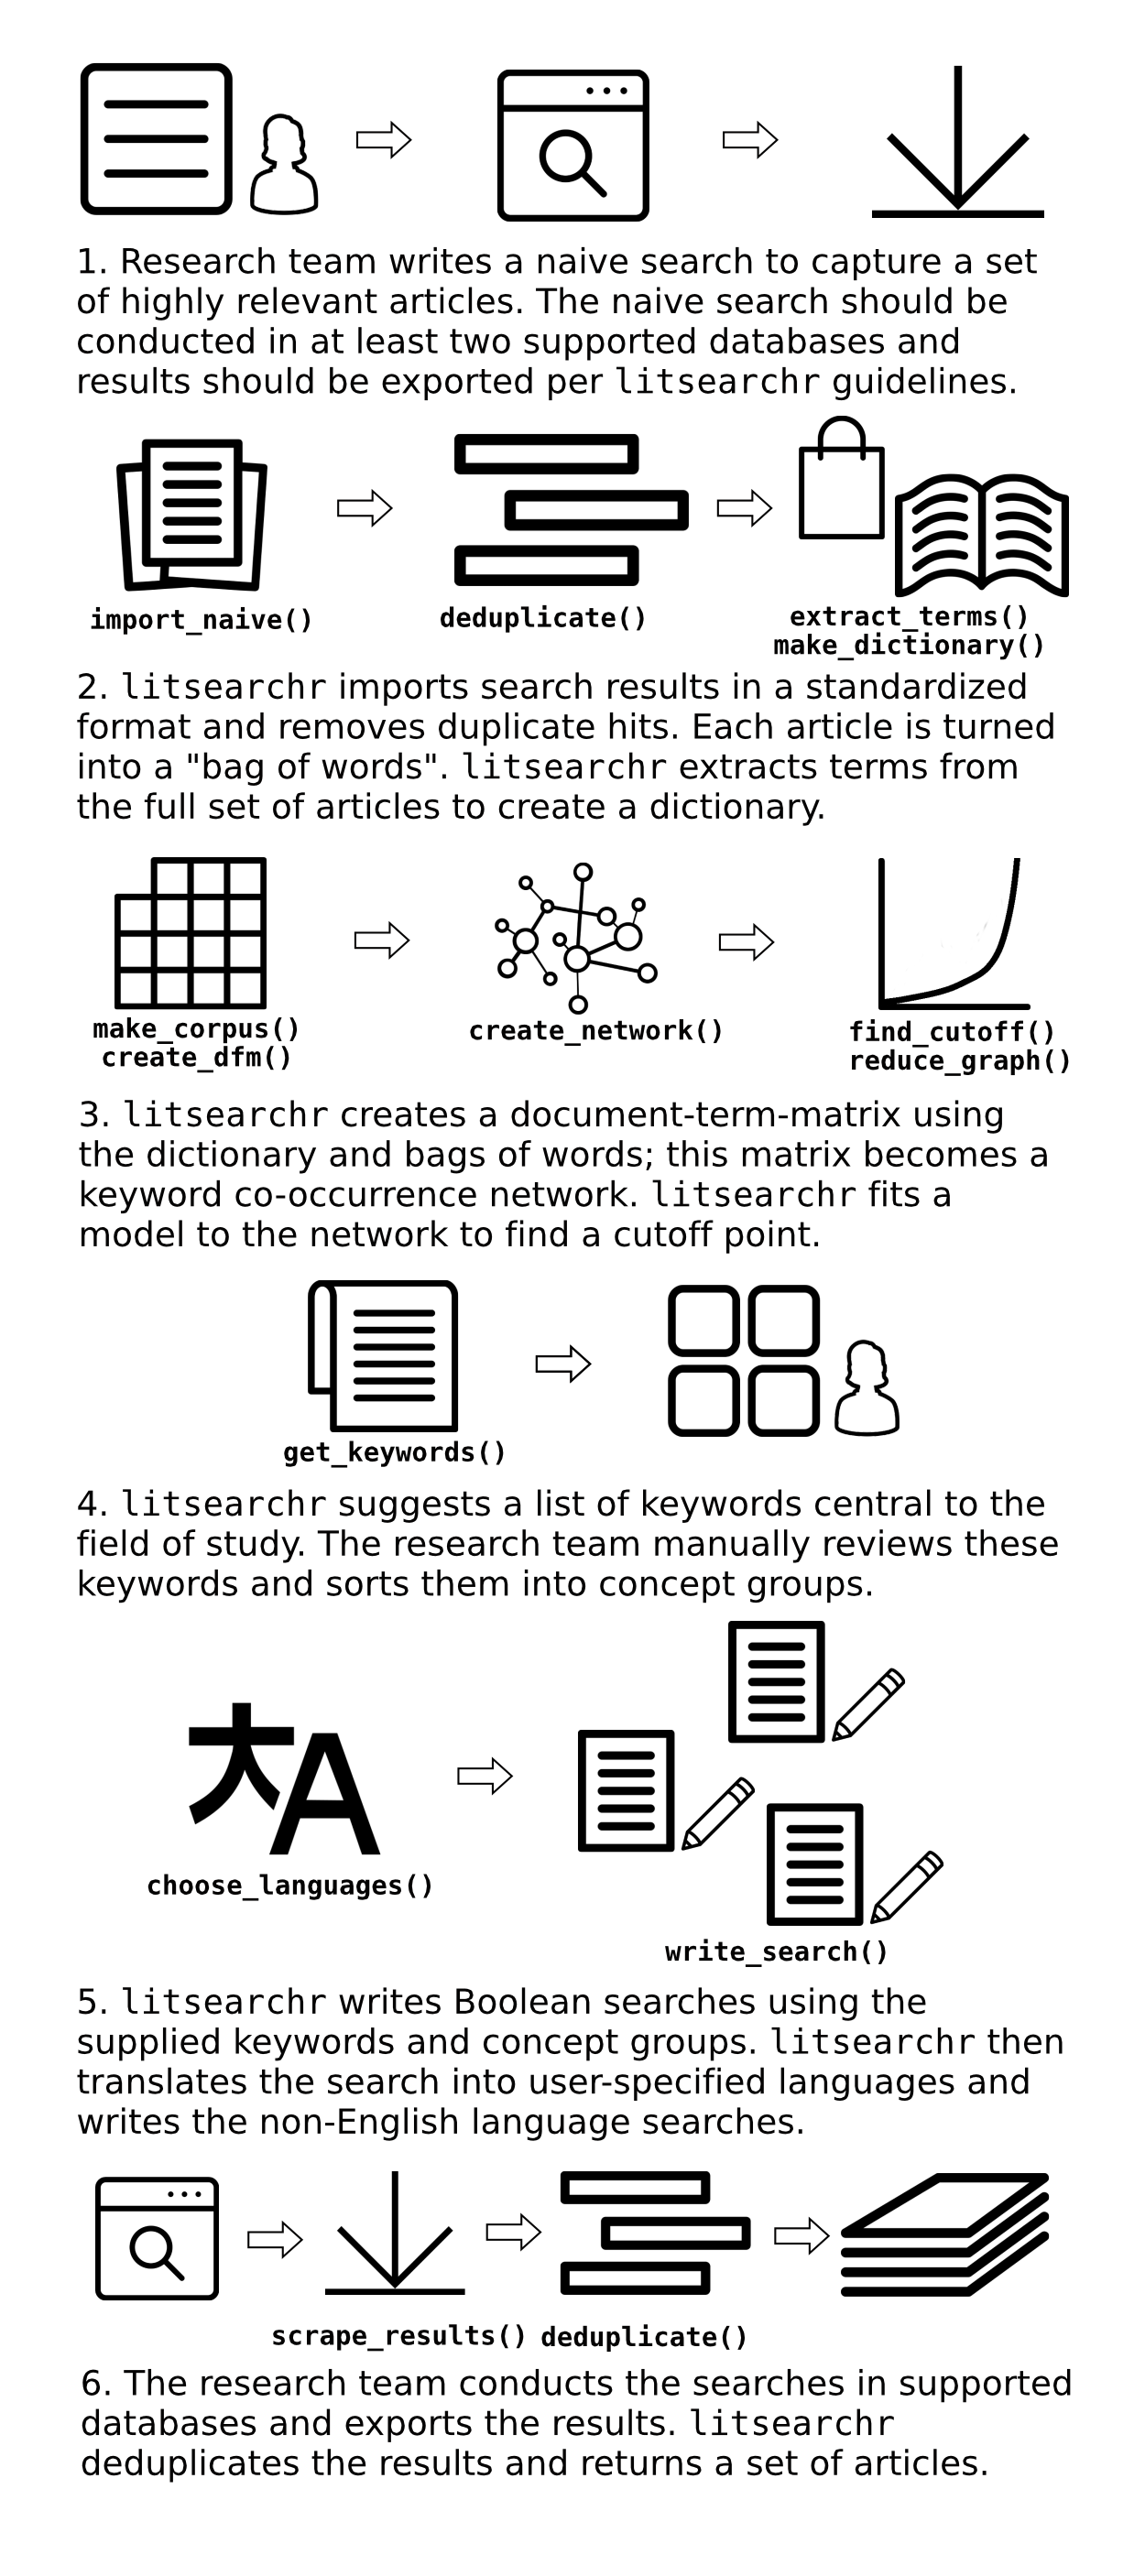 1. Research team writes a naive search to capture a set
of highly relevant articles. The naive search should be
conducted in at least two supported databases and
results should be exported per litsearchr guidelines.
import_naive()
deduplicate()
extract_terms()
make_dictionary()
2. litsearchr imports search results in a standardized
format and removes duplicate hits. Each article is turned
into a "bag of words". litsearchr extracts terms from
the full set of articles to create a dictionary.
make_corpus()
create_dfm()
create_network()
find_cutoff()
reduce_graph()
3. litsearchr creates a document-term-matrix using
the dictionary and bags of words; this matrix becomes a
keyword co-occurrence network. litsearchr fits a
model to the network to find a cutoff point.
get_keywords()
4. litsearchr suggests a list of keywords central to the
field of study. The research team manually reviews these
keywords and sorts them into concept groups.
choose_languages()
write_search()
5. litsearchr writes Boolean searches using the
supplied keywords and concept groups. litsearchr then
translates the search into user-specified languages and
writes the non-English language searches.
scrape_results() deduplicate()
6. The research team conducts the searches in supported
databases and exports the results. litsearchr
deduplicates the results and returns a set of articles.